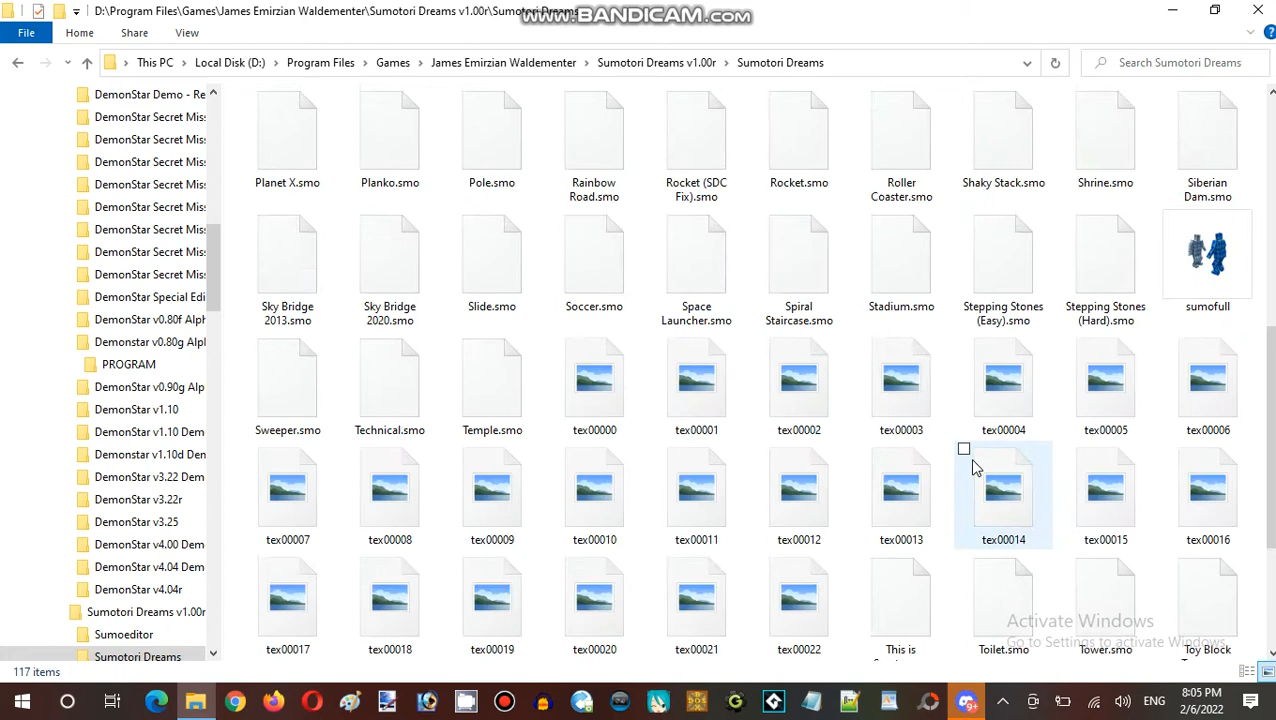 D:\Program Files\Games\James Emirzian Waldementer\Sumotori Dreams v1.00r\Sumotori Dreams
www.BANDICAM.com
File Home Share View
This PC Local Disk (D:) Program Files Games James Emirzian Waldementer Sumotori Dreams v1.00r Sumotori Dreams
Search Sumotori Dreams
DemonStar Demo - Re
DemonStar Secret Mis
DemonStar Secret Mis
DemonStar Secret Mis
DemonStar Secret Mis
DemonStar Secret Mis
DemonStar Secret Mis
DemonStar Secret Mis
DemonStar Secret Mis
DemonStar Special Edi
DemonStar v0.80f Alph
DemonStar v0.80g Alpl
PROGRAM
DemonStar v0.90g Alp
DemonStar v1.10
DemonStar v1.10 Dem
Demonstar v1.10d Den
DemonStar v3.22 Dem
DemonStar v3.22r
DemonStar v3.25
DemonStar v4.00 Dem
DemonStar v4.04 Dem
DemonStar v4.04r
Sumotori Dreams v1.00r
Sumoeditor
Sumotori Dreams
Planet X.smo
Planko.smo
Pole.smo
Rainbow
Road.smo
Rocket (SDC
Fix).smo
Rocket.smo
Roller
Coaster.smo
Shaky Stack.smo
Shrine.smo
Siberian
Dam.smo
Sky Bridge
2013.smo
Sky Bridge
2020.smo
Slide.smo
Soccer.smo
Space
Launcher.smo
Spiral
Staircase.smo
Stadium.smo
Stepping Stones
(Easy).smo
Stepping Stones
(Hard).smo
sumofull
Sweeper.smo
Technical.smo
Temple.smo
tex00000
tex00001
tex00002
tex00003
tex00004
tex00005
tex00006
tex00007
tex00008
tex00009
tex00010
tex00011
tex00012
tex00013
tex00014
tex00015
tex00016
tex00017
tex00018
tex00019
tex00020
tex00021
tex00022
This is
Toilet.smo
Tower.smo
Toy Block
Activate Windows
Go to Settings to activate Windows.
117 items
9+
ENG
8:05 PM
2/6/2022